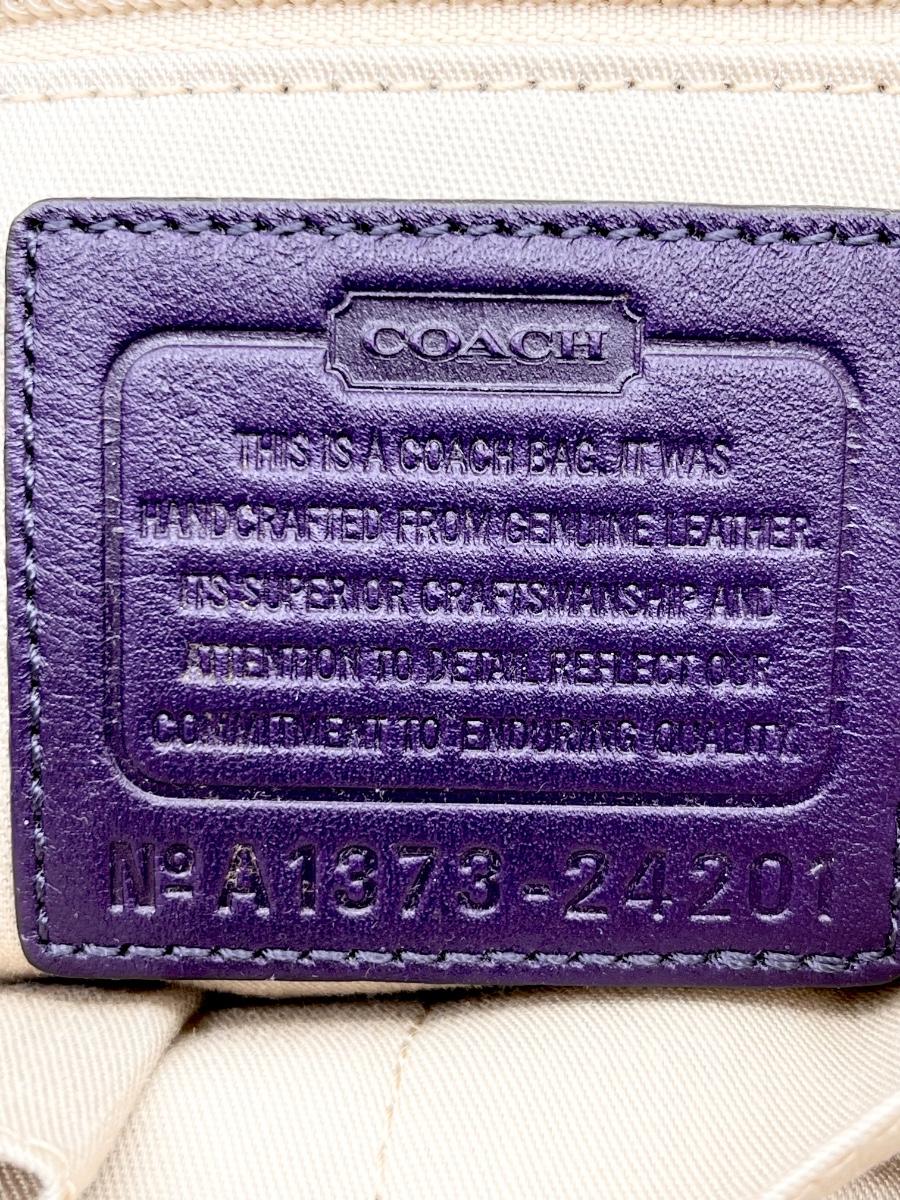 COACH
THIS IS A COACH BAG. IT WAS
HANDCRAFTED FROM GENUINE LEATHER.
ITS SUPERIOR CRAFTSMANSHIP AND
ATTENTION TO DETAIL REFLECT OUR
COMMITMENT TO ENDURING QUALITY.
Nº A1373-24201